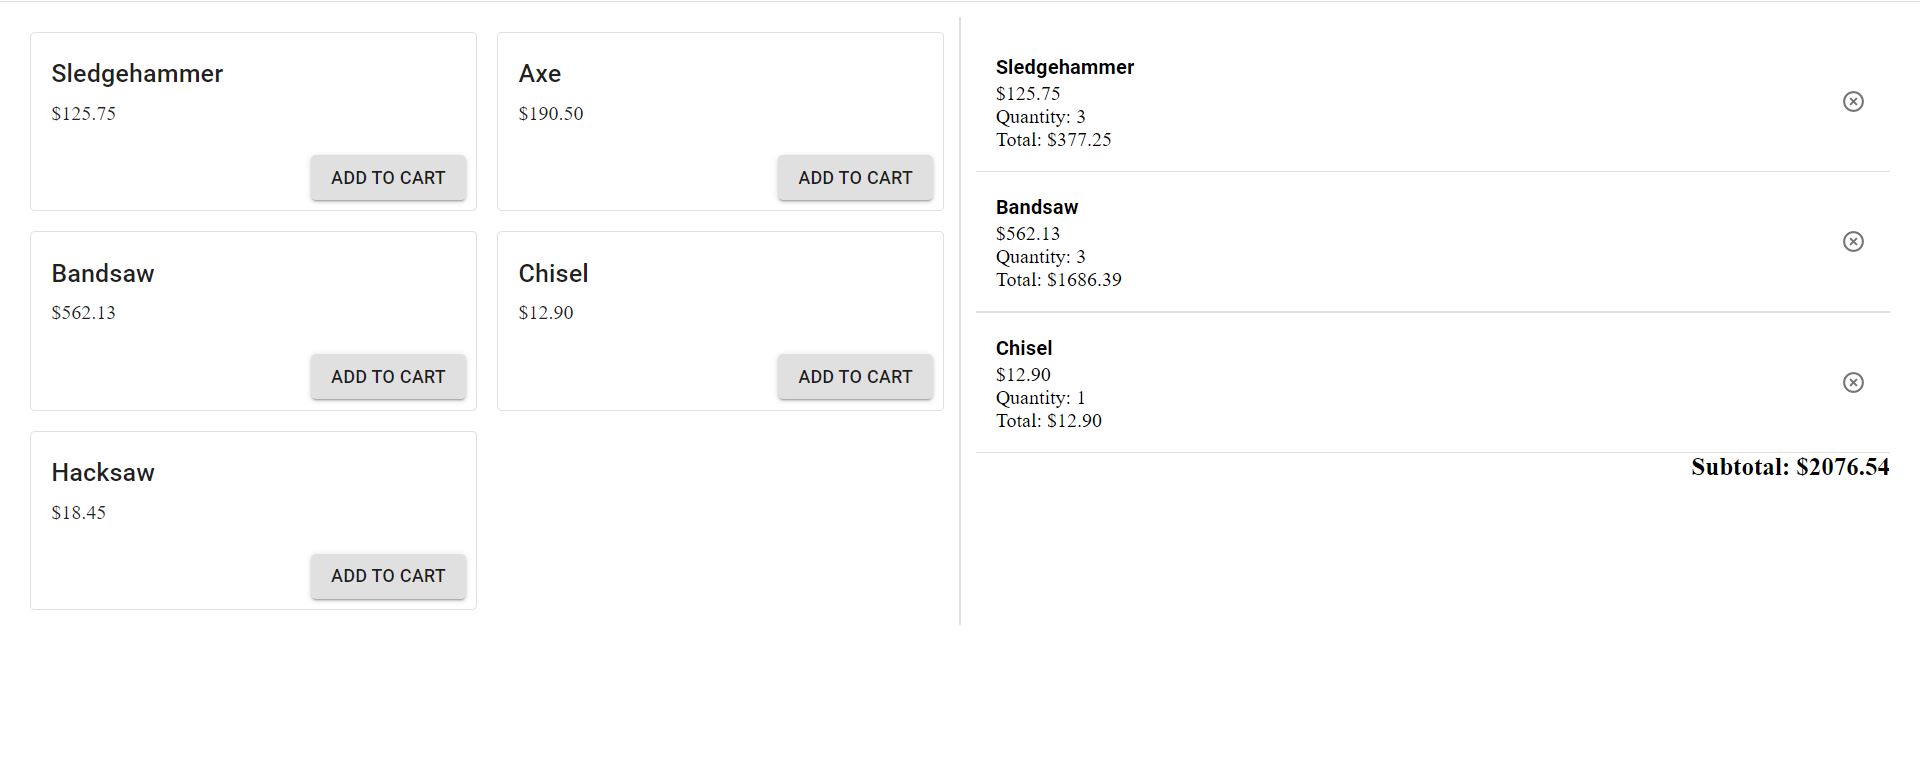 Sledgehammer
$125.75
ADD TO CART
Axe
$190.50
ADD TO CART
Bandsaw
$562.13
ADD TO CART
Chisel
$12.90
ADD TO CART
Hacksaw
$18.45
ADD TO CART
Sledgehammer
$125.75
Quantity: 3
Total: $377.25
Bandsaw
$562.13
Quantity: 3
Total: $1686.39
Chisel
$12.90
Quantity: 1
Total: $12.90
Subtotal: $2076.54